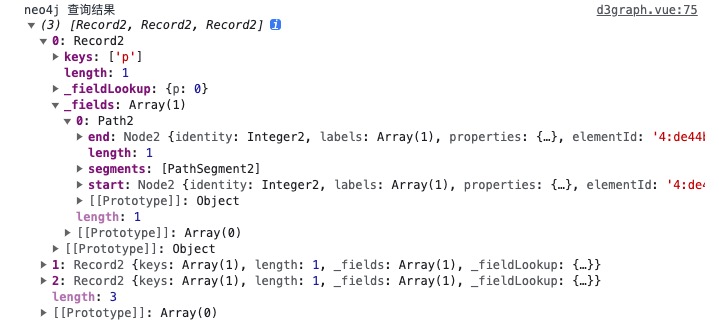 neo4j 查询结果 d3graph.vue:75
▼ (3) [Record2, Record2, Record2] i
▼ 0: Record2
▶ keys: ['p']
length: 1
▶ _fieldLookup: {p: 0}
▼ _fields: Array(1)
▼ 0: Path2
▶ end: Node2 {identity: Integer2, labels: Array(1), properties: {…}, elementId: '4:de44b
length: 1
▶ segments: [PathSegment2]
▶ start: Node2 {identity: Integer2, labels: Array(1), properties: {…}, elementId: '4:de4
▶ [[Prototype]]: Object
length: 1
▶ [[Prototype]]: Array(0)
▶ [[Prototype]]: Object
▶ 1: Record2 {keys: Array(1), length: 1, _fields: Array(1), _fieldLookup: {…}}
▶ 2: Record2 {keys: Array(1), length: 1, _fields: Array(1), _fieldLookup: {…}}
length: 3
▶ [[Prototype]]: Array(0)